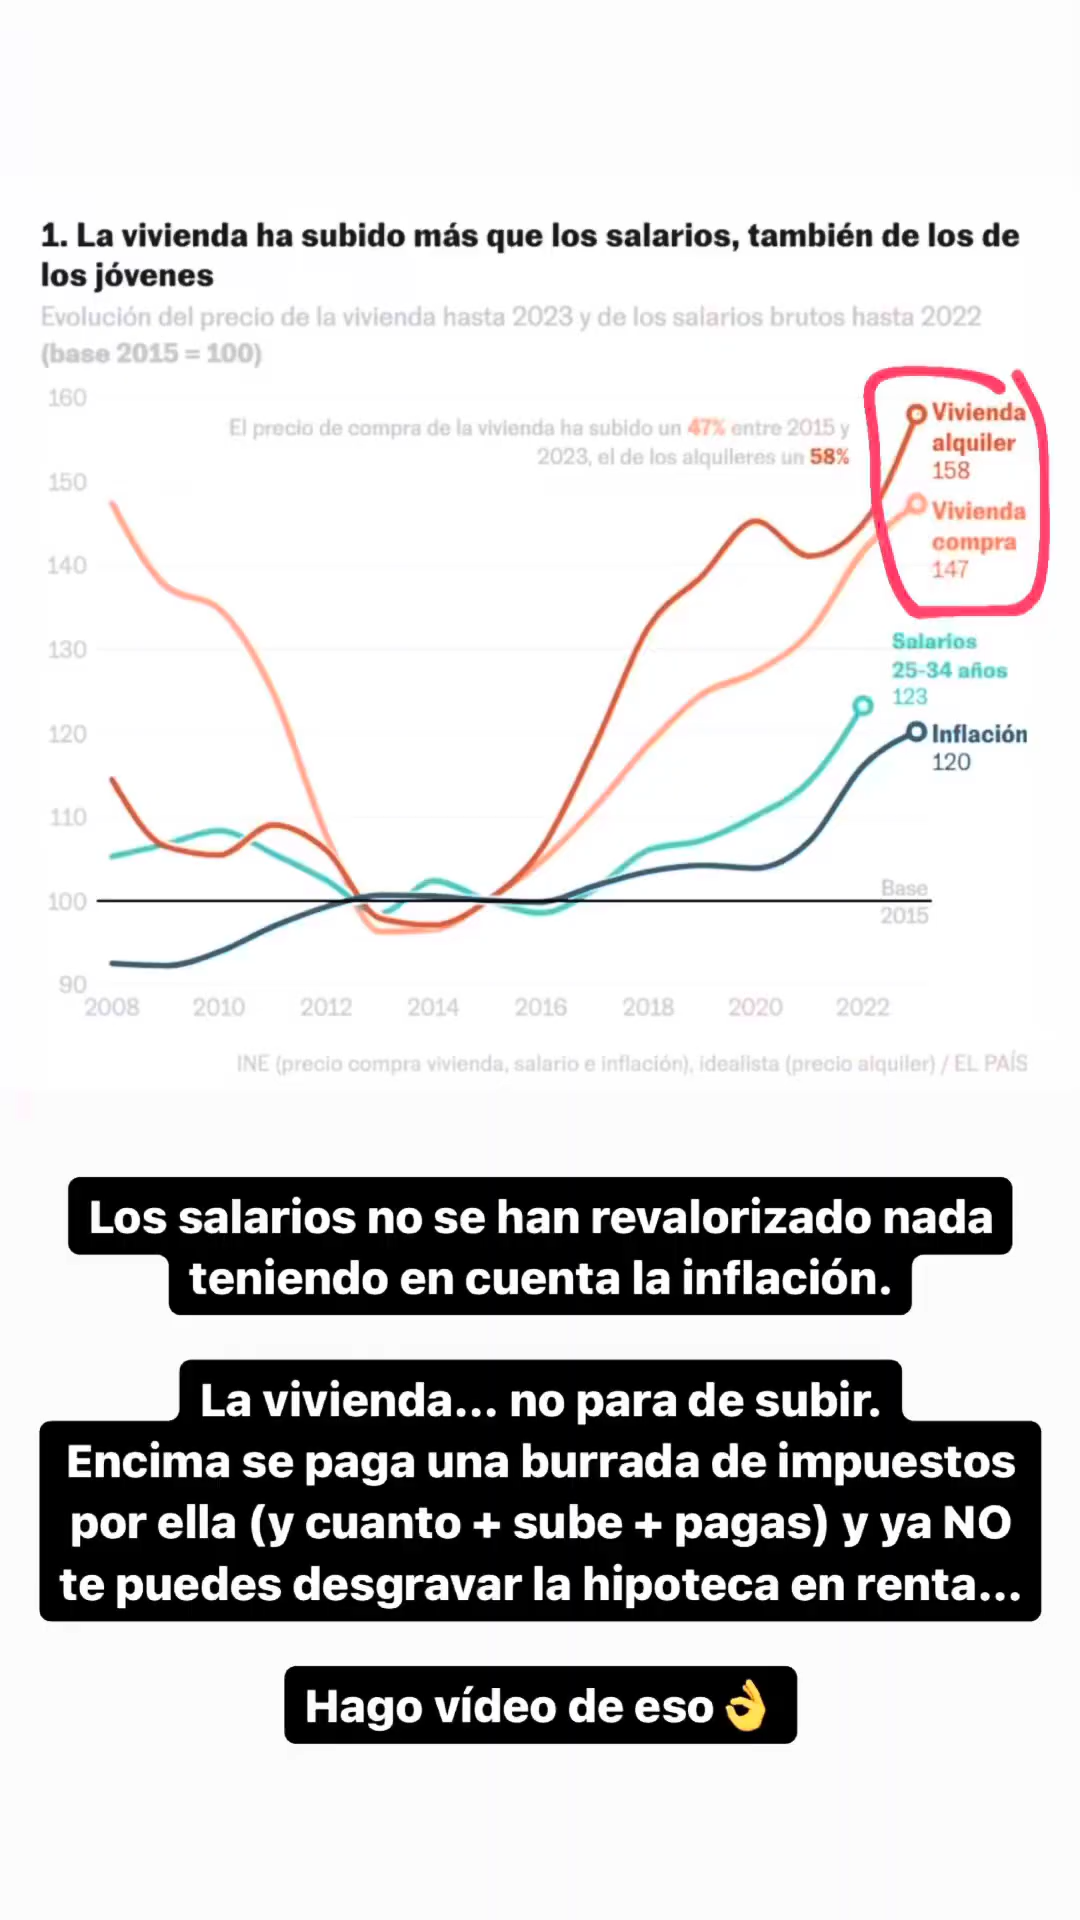 1. La vivienda ha subido más que los salarios, también de los de
los jóvenes
Evolución del precio de la vivienda hasta 2023 y de los salarios brutos hasta 2022
(base 2015 = 100)
160
150
140
130
120
110
100
90
El precio de compra de la vivienda ha subido un 47% entre 2015 y
2023, el de los alquileres un 58%
Vivienda
alquiler
158
Vivienda
compra
147
Salarios
25-34 años
123
Inflación
120
Base
2015
2008 2010 2012 2014 2016 2018 2020 2022
INE (precio compra vivienda, salario e inflación), idealista (precio alquiler) / EL PAÍS
Los salarios no se han revalorizado nada
teniendo en cuenta la inflación.
La vivienda... no para de subir.
Encima se paga una burrada de impuestos
por ella (y cuanto + sube + pagas) y ya NO
te puedes desgravar la hipoteca en renta...
Hago vídeo de eso👌